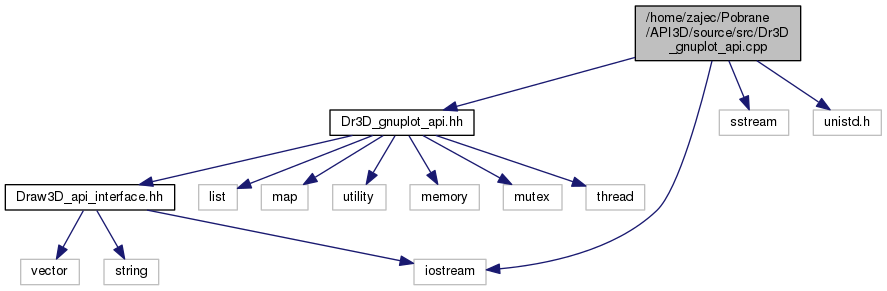 /home/zajec/Pobrane
/API3D/source/src/Dr3D
_gnuplot_api.cpp
Dr3D_gnuplot_api.hh
sstream
unistd.h
Draw3D_api_interface.hh
list
map
utility
memory
mutex
thread
vector
string
iostream